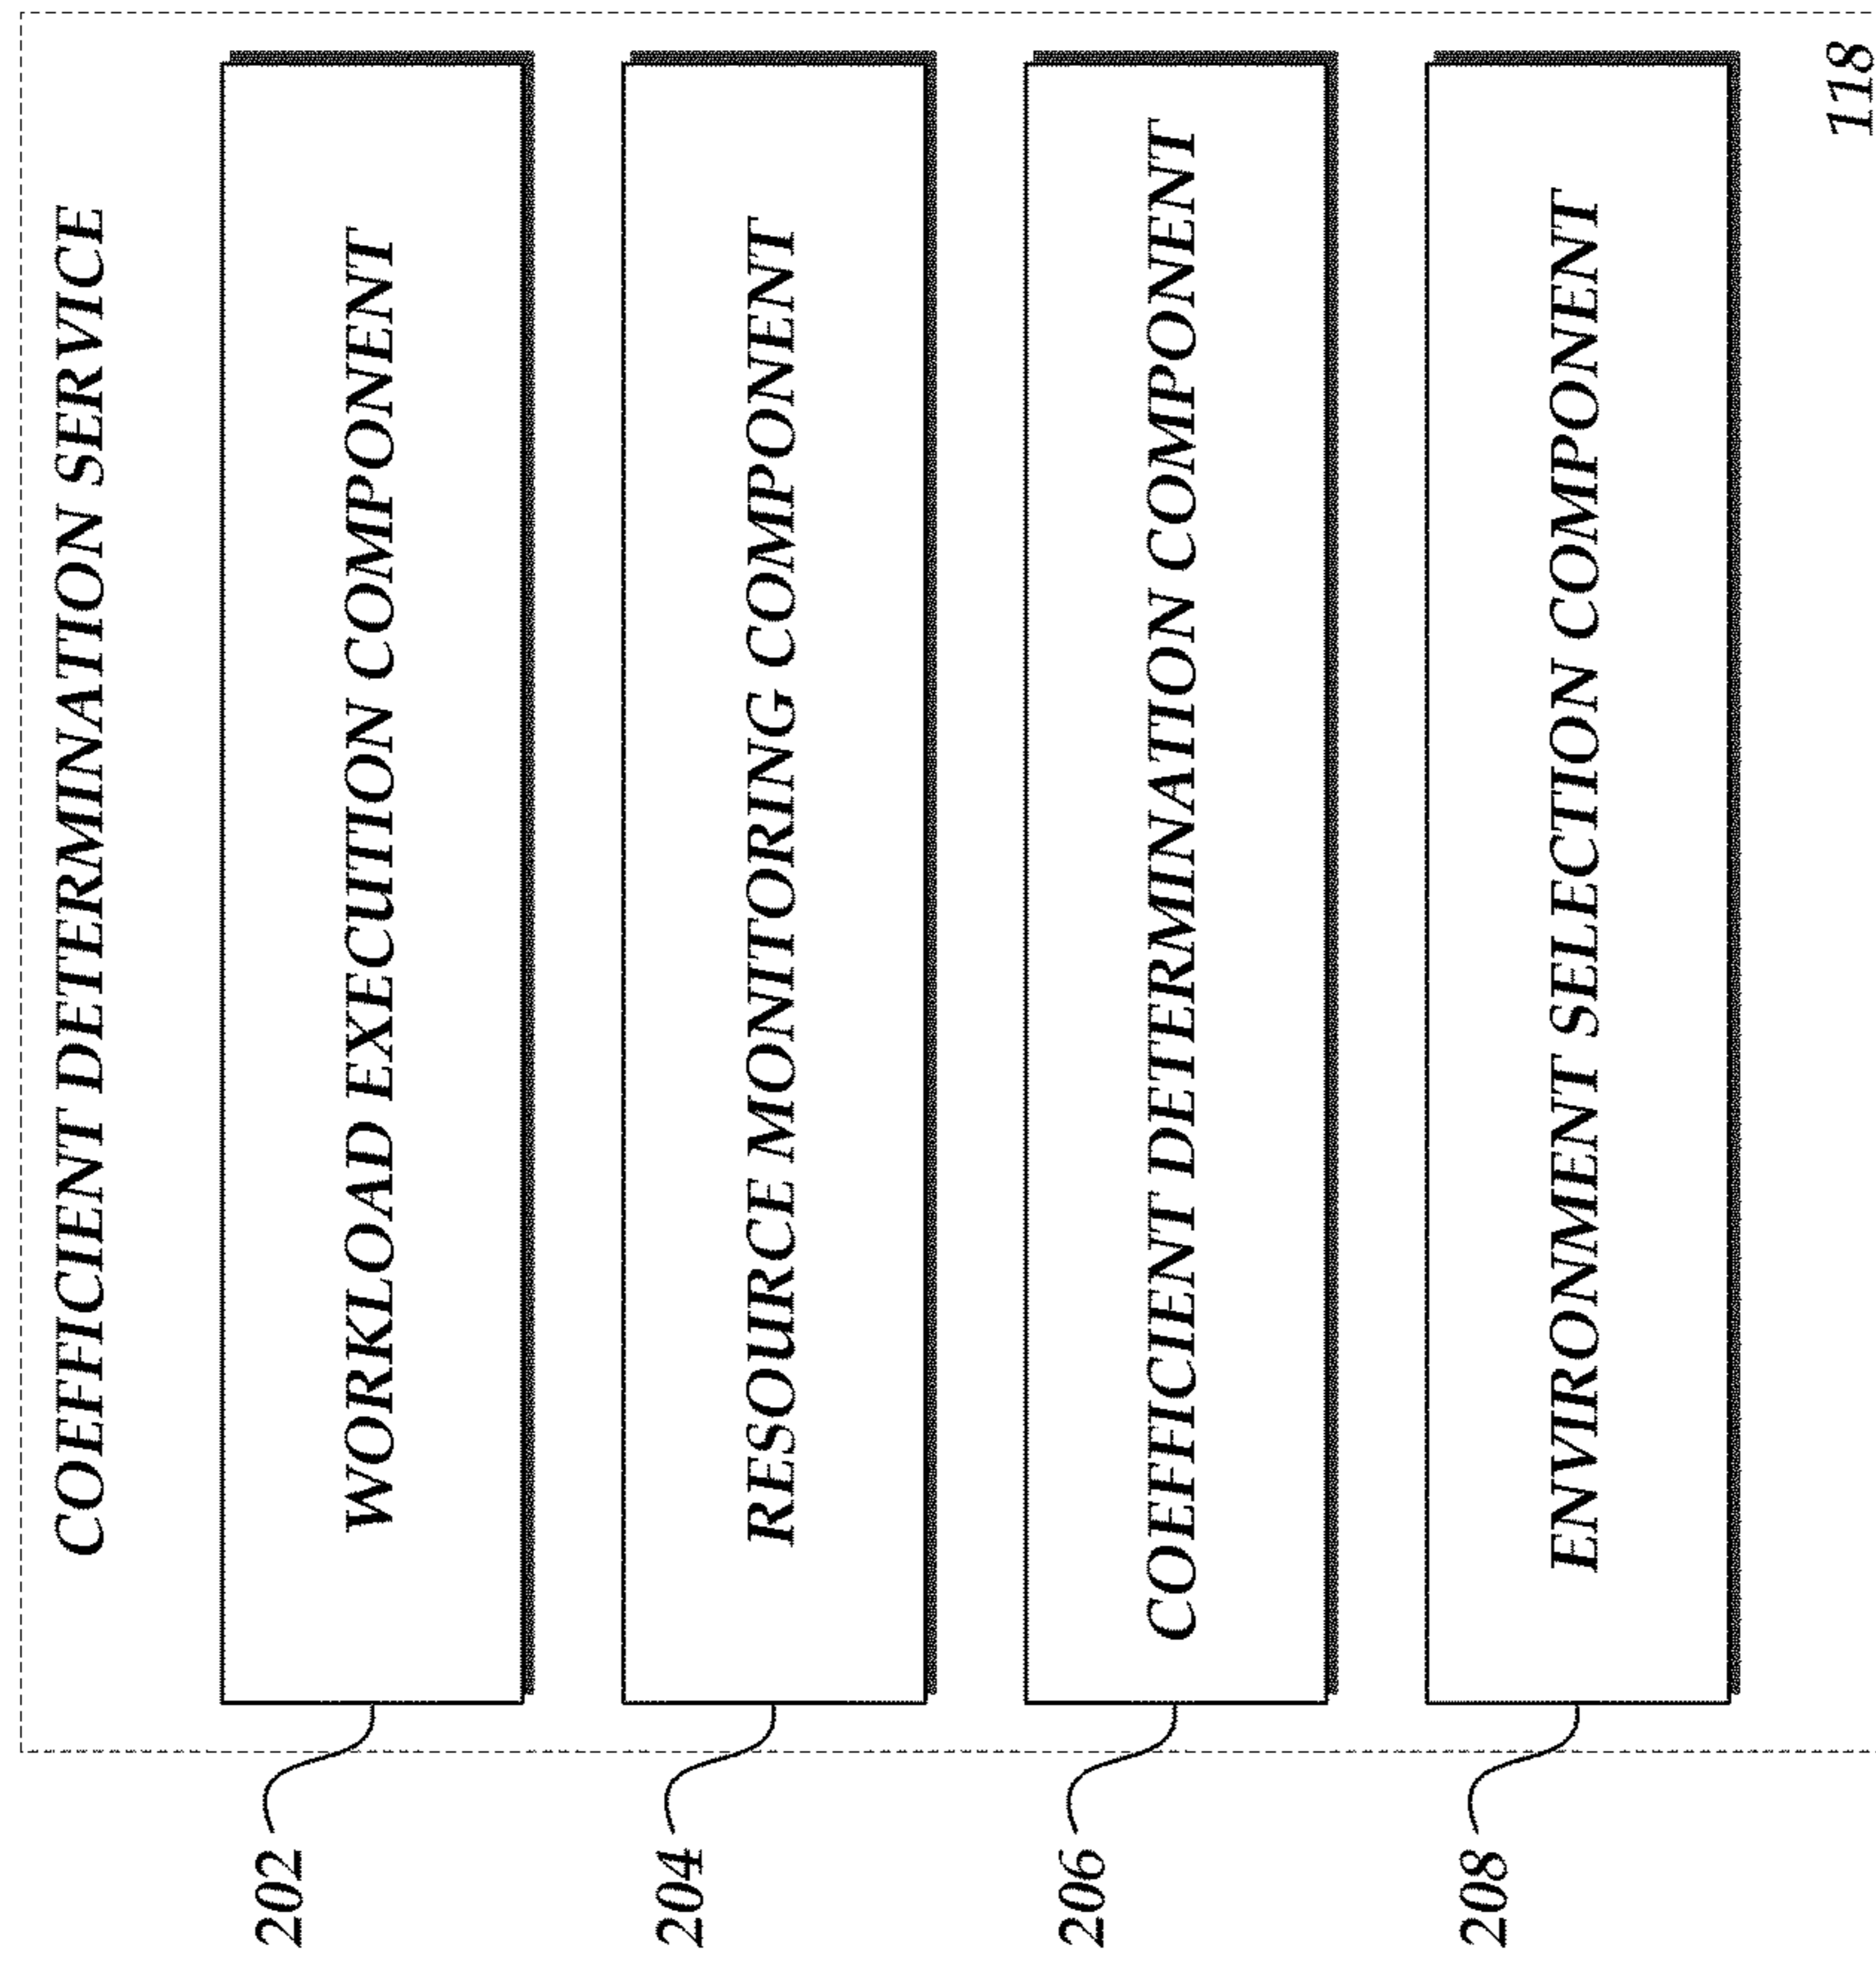 COEFFICIENT DETERMINATION SERVICE
202
WORKLOAD EXECUTION COMPONENT
204
RESOURCE MONITORING COMPONENT
206
COEFFICIENT DETERMINATION COMPONENT
208
ENVIRONMENT SELECTION COMPONENT
118